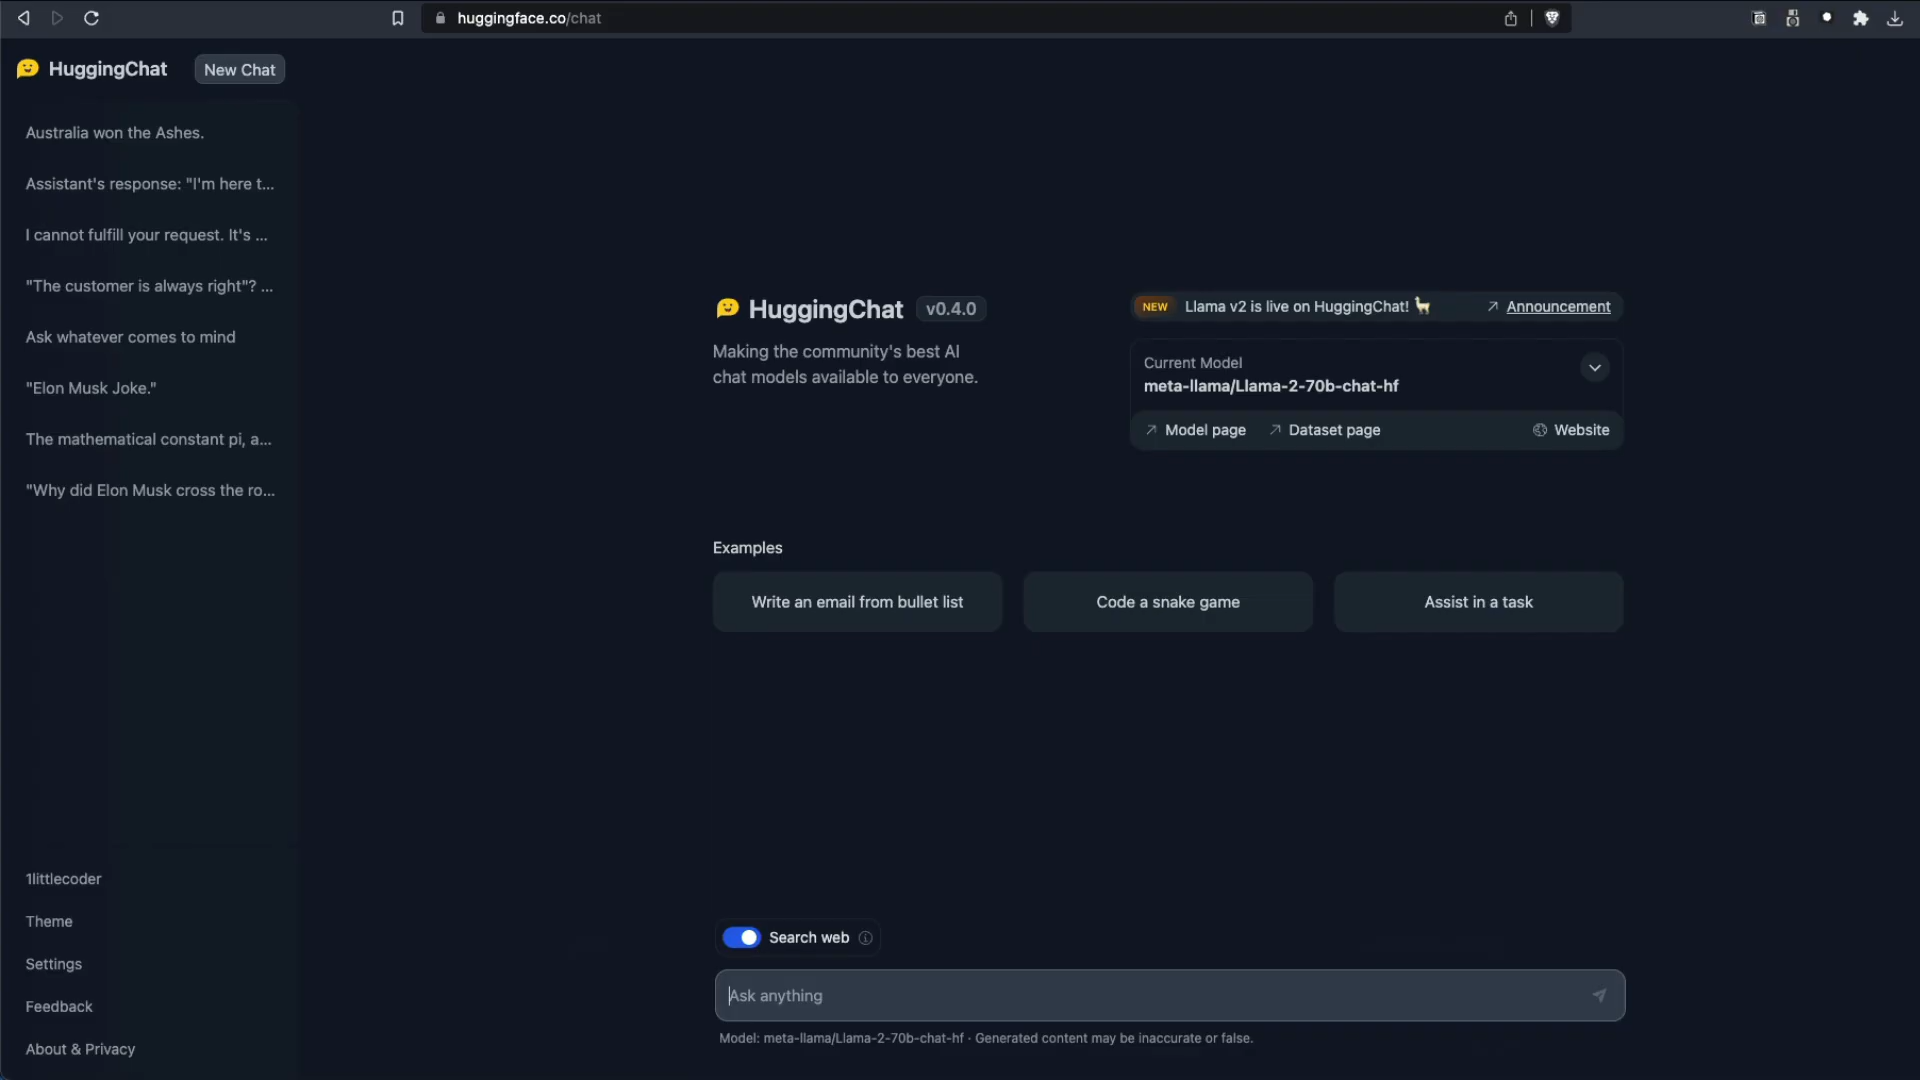 huggingface.co/chat
HuggingChat
New Chat
Australia won the Ashes.
Assistant's response: "I'm here t...
I cannot fulfill your request. It's ...
"The customer is always right"? ...
Ask whatever comes to mind
"Elon Musk Joke."
The mathematical constant pi, a...
"Why did Elon Musk cross the ro...
1littlecoder
Theme
Settings
Feedback
About & Privacy
HuggingChat v0.4.0
Making the community's best AI
chat models available to everyone.
NEW Llama v2 is live on HuggingChat! 🦙 Announcement
Current Model
meta-llama/Llama-2-70b-chat-hf
Model page Dataset page Website
Examples
Write an email from bullet list
Code a snake game
Assist in a task
Search web
Ask anything
Model: meta-llama/Llama-2-70b-chat-hf · Generated content may be inaccurate or false.